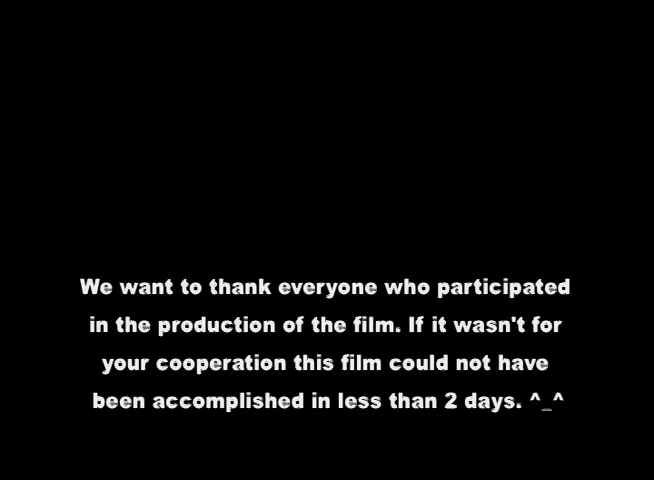 We want to thank everyone who participated
in the production of the film. If it wasn't for
your cooperation this film could not have
been accomplished in less than 2 days. ^_^